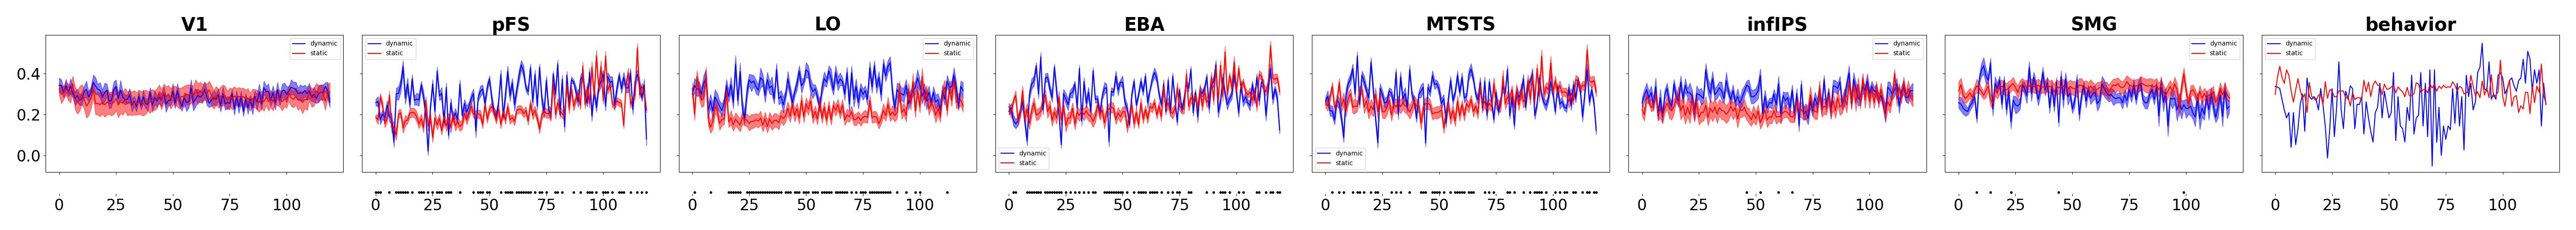 V1 pFS LO EBA MTSTS infIPS SMG behavior
dynamic dynamic dynamic dynamic dynamic dynamic
static static static static static static
0.4
0.2
dynamic dynamic
static static
0.0
0 25 50 75 100 0 25 50 75 100 0 25 50 75 100 0 25 50 75 100 0 25 50 75 100 0 25 50 75 100 0 25 50 75 100 0 25 50 75 100